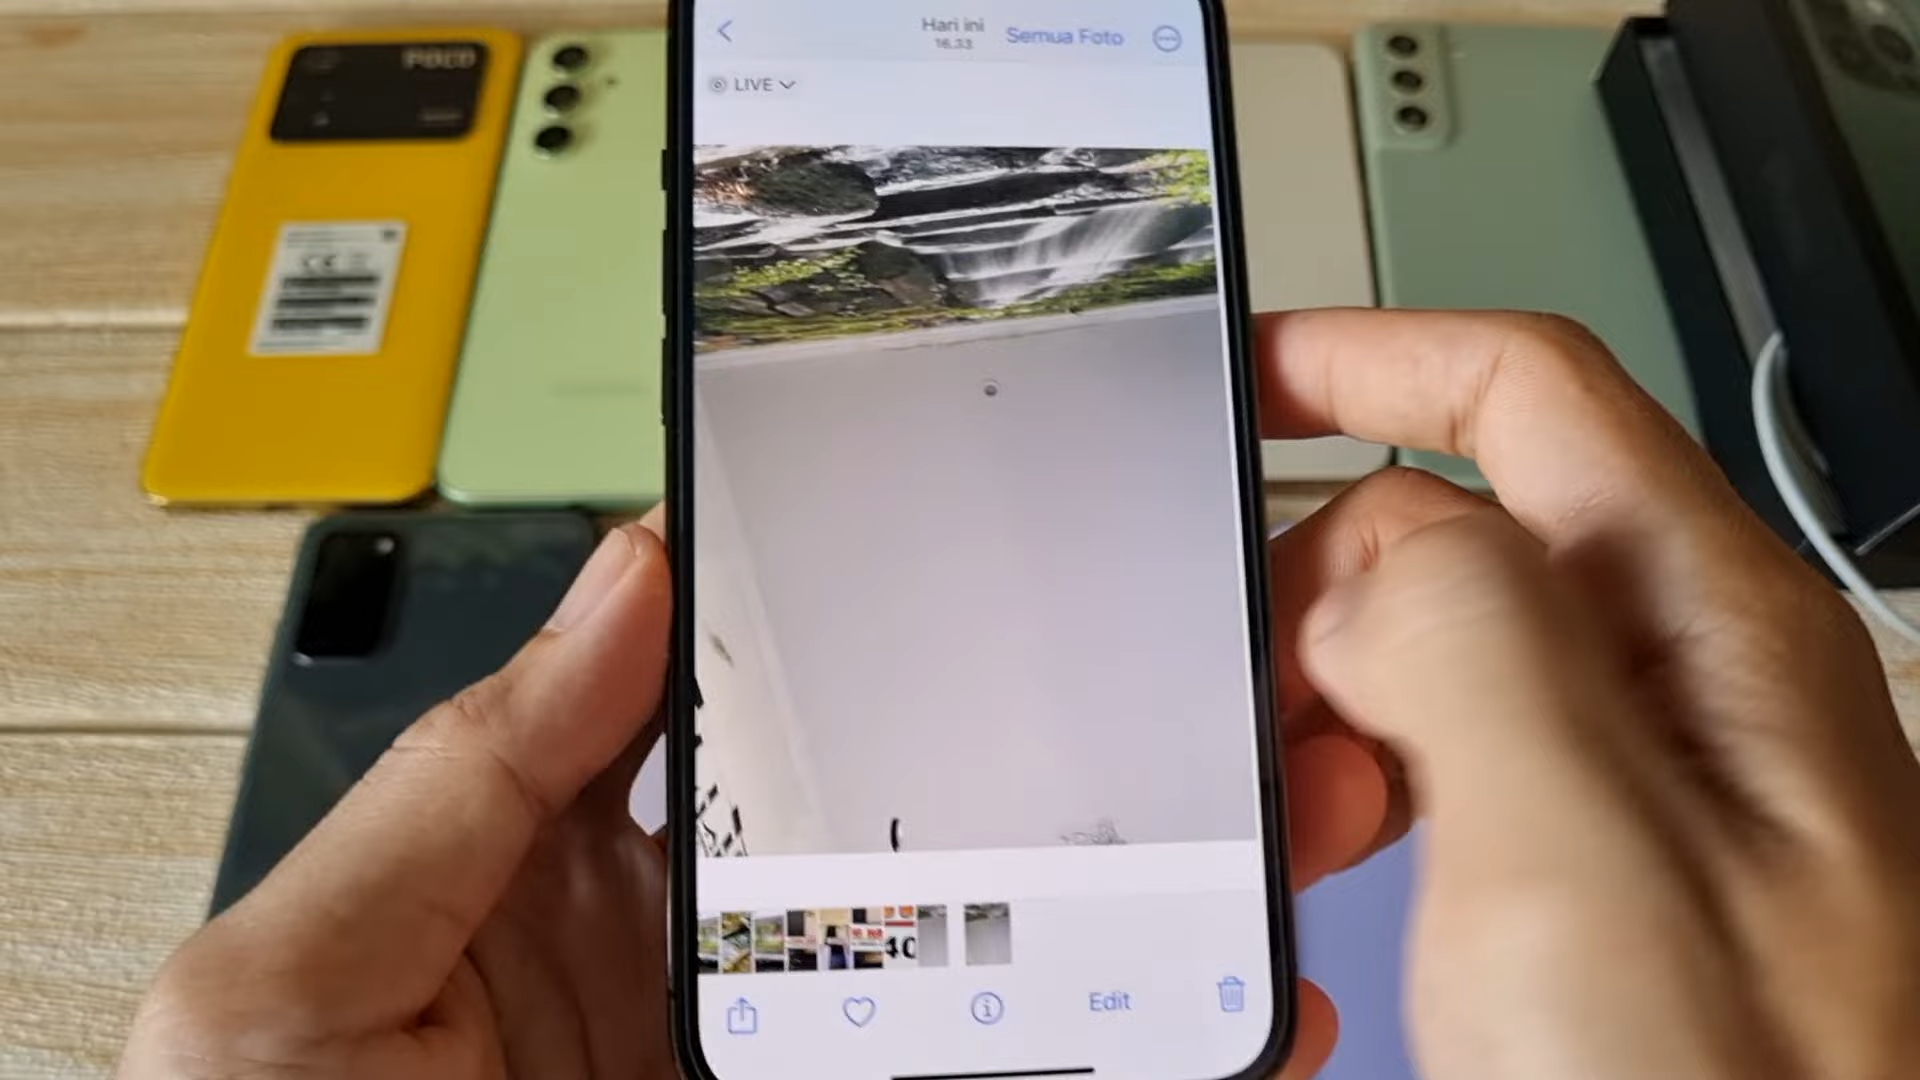 POCO
Hari ini
16.33
Semua Foto
LIVE
CE
40
Edit